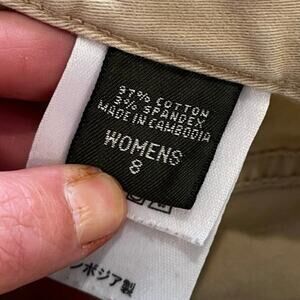 97% COTTON
3% SPANDEX
MADE IN CAMBODIA
WOMENS
8
ンボジア製